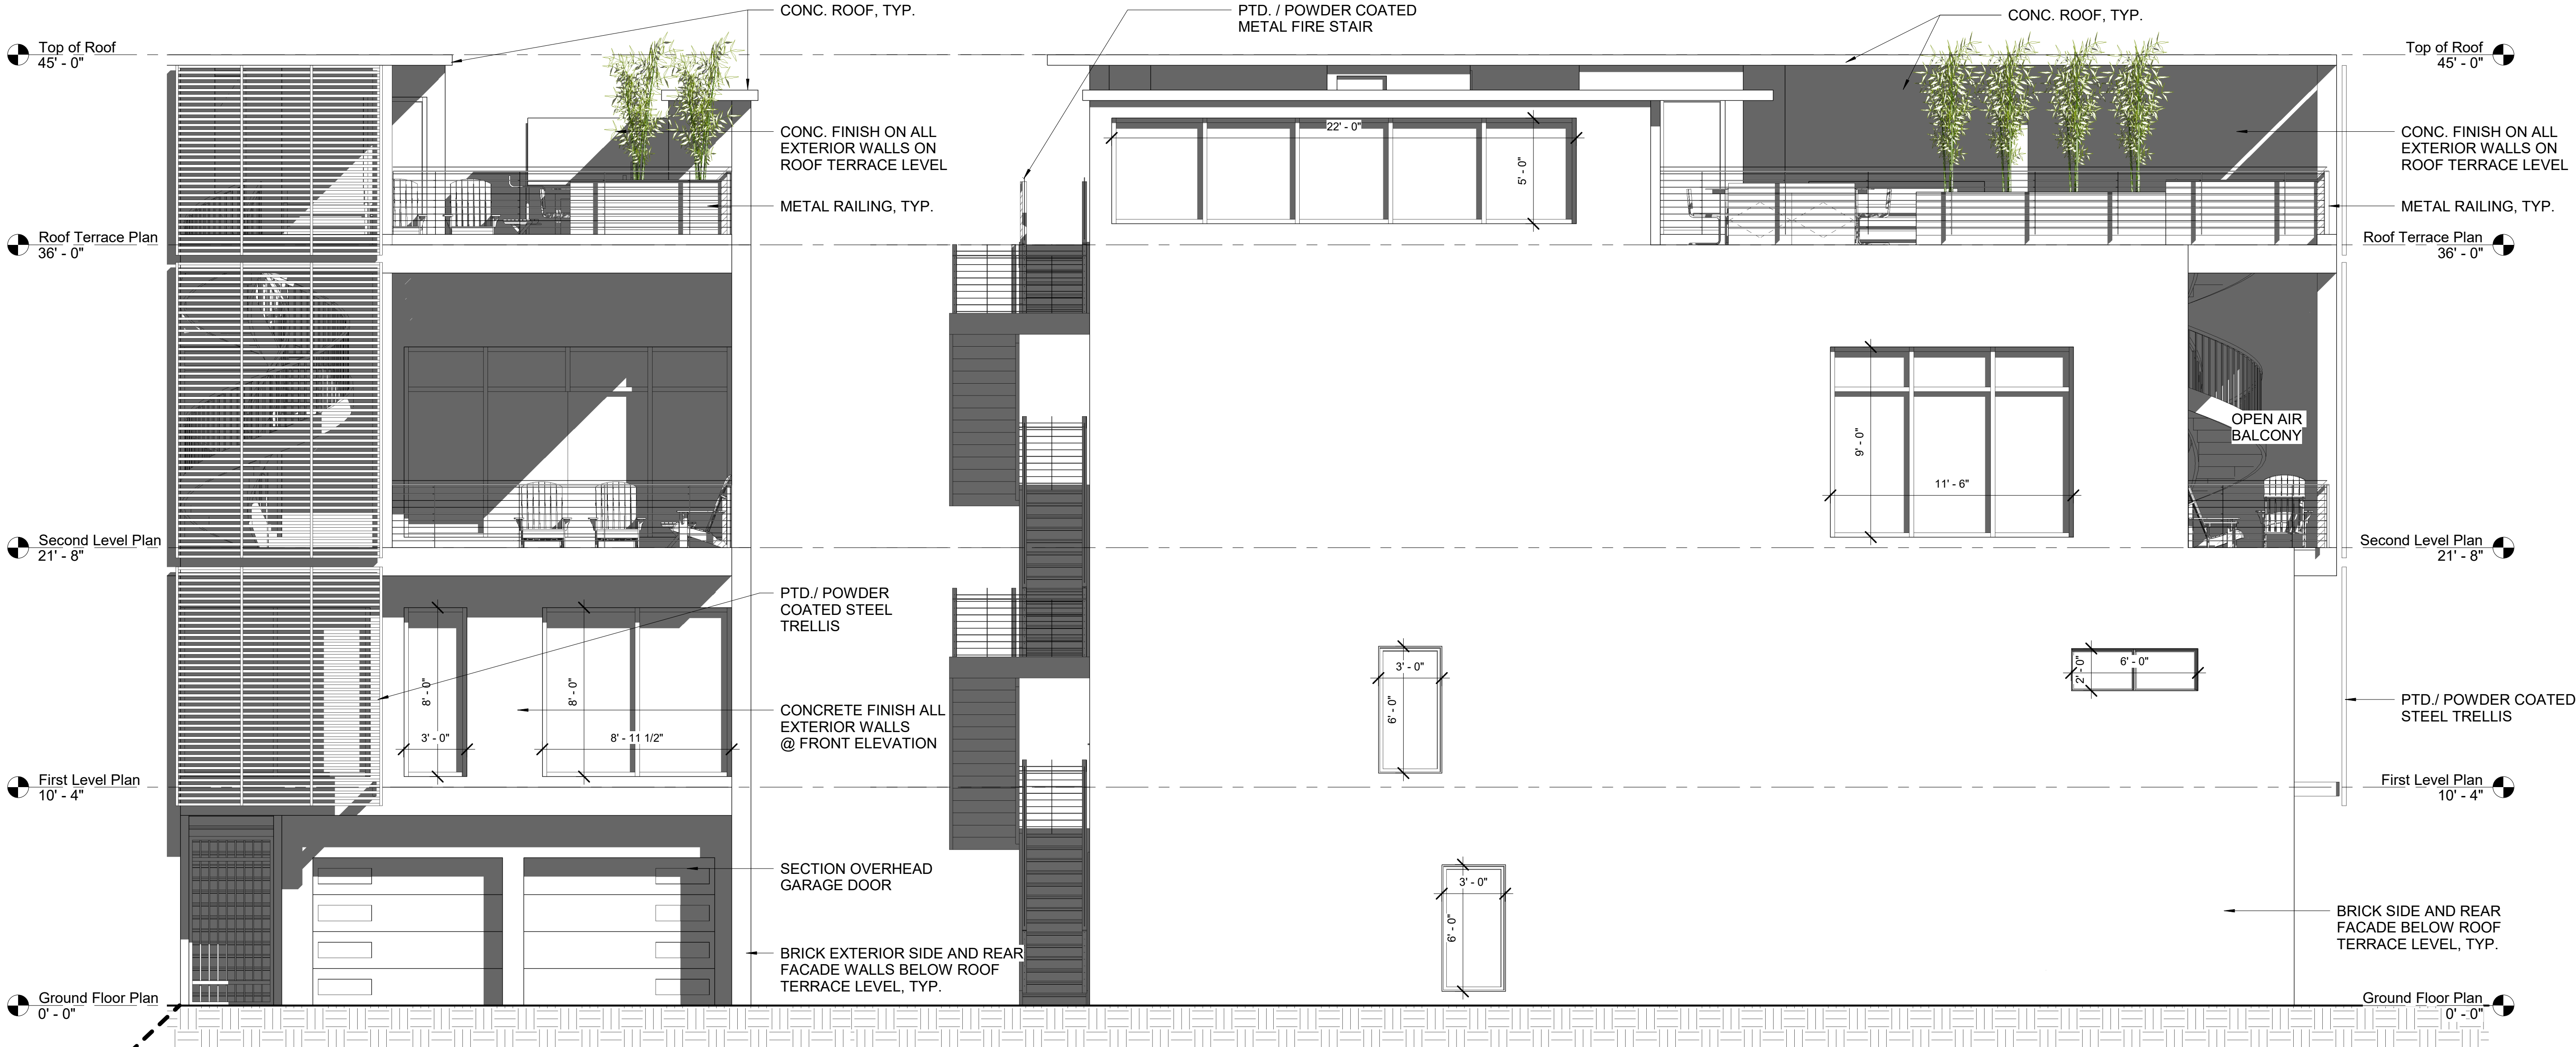 CONC. ROOF, TYP.
PTD. / POWDER COATED
METAL FIRE STAIR
CONC. ROOF, TYP.
Top of Roof
45' - 0"
Top of Roof
45' - 0"
CONC. FINISH ON ALL
EXTERIOR WALLS ON
ROOF TERRACE LEVEL
22' - 0"
5' - 0"
CONC. FINISH ON ALL
EXTERIOR WALLS ON
ROOF TERRACE LEVEL
METAL RAILING, TYP.
METAL RAILING, TYP.
Roof Terrace Plan
36' - 0"
Roof Terrace Plan
36' - 0"
OPEN AIR
BALCONY
9' - 0"
11' - 6"
Second Level Plan
21' - 8"
Second Level Plan
21' - 8"
PTD./ POWDER
COATED STEEL
TRELLIS
8' - 0"
3' - 0"
8' - 0"
8' - 11 1/2"
3' - 0"
6' - 0"
2' - 0"
6' - 0"
CONCRETE FINISH ALL
EXTERIOR WALLS
@ FRONT ELEVATION
PTD./ POWDER COATED
STEEL TRELLIS
First Level Plan
10' - 4"
First Level Plan
10' - 4"
SECTION OVERHEAD
GARAGE DOOR
3' - 0"
6' - 0"
BRICK SIDE AND REAR
FACADE BELOW ROOF
TERRACE LEVEL, TYP.
BRICK EXTERIOR SIDE AND REAR
FACADE WALLS BELOW ROOF
TERRACE LEVEL, TYP.
Ground Floor Plan
0' - 0"
Ground Floor Plan
0' - 0"